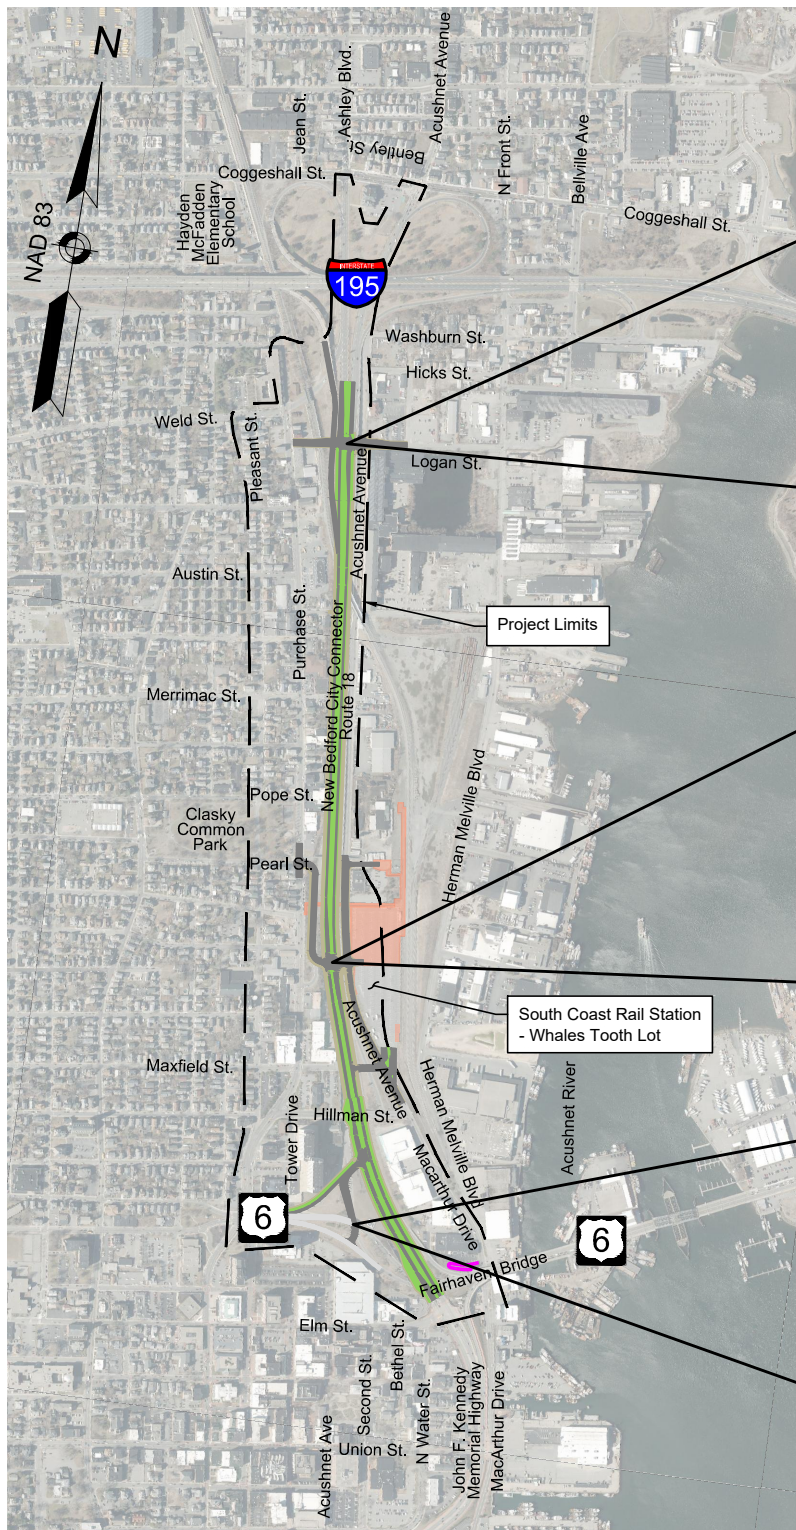 N
NAD 83
Jean St.
Ashley Blvd.
Acushnet Avenue
Bentley St.
Coggeshall St.
N Front St.
Bellville Ave
Coggeshall St.
Hayden
McFadden
Elementary
School
INTERSTATE
195
Washburn St.
Hicks St.
Weld St.
Pleasant St.
Logan St.
Acushnet Avenue
Austin St.
Purchase St.
Project Limits
New Bedford City Connector
Route 18
Merrimac St.
Herman Melville Blvd
Pope St.
Clasky
Common
Park
Pearl St.
South Coast Rail Station
- Whales Tooth Lot
Acushnet Avenue
Maxfield St.
Herman Melville Blvd
Acushnet River
Tower Drive
Hillman St.
Macarthur Drive
6
6
Fairhaven Bridge
Elm St.
Bethel St.
Second St.
N Water St.
John F. Kennedy
Memorial Highway
MacArthur Drive
Acushnet Ave
Union St.